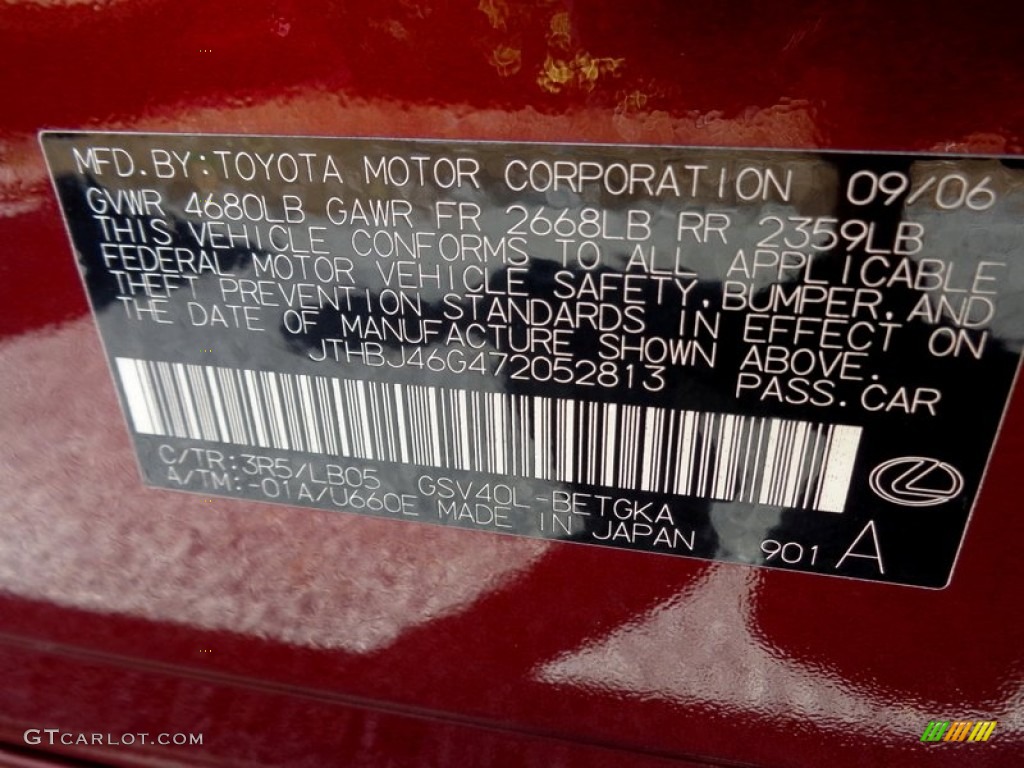 MFD. BY: TOYOTA MOTOR CORPORATION 09/06
GVWR 4680LB GAWR FR 2668LB RR 2359LB
THIS VEHICLE CONFORMS TO ALL APPLICABLE
FEDERAL MOTOR VEHICLE SAFETY, BUMPER, AND
THEFT PREVENTION STANDARDS IN EFFECT ON
THE DATE OF MANUFACTURE SHOWN ABOVE.
JTHBJ46G472052813 PASS. CAR
C/TR: 3R5/LB05 GSV40L-BETGKA
A/TM: -01A/U660E MADE IN JAPAN 901 A
GTCARLOT.COM